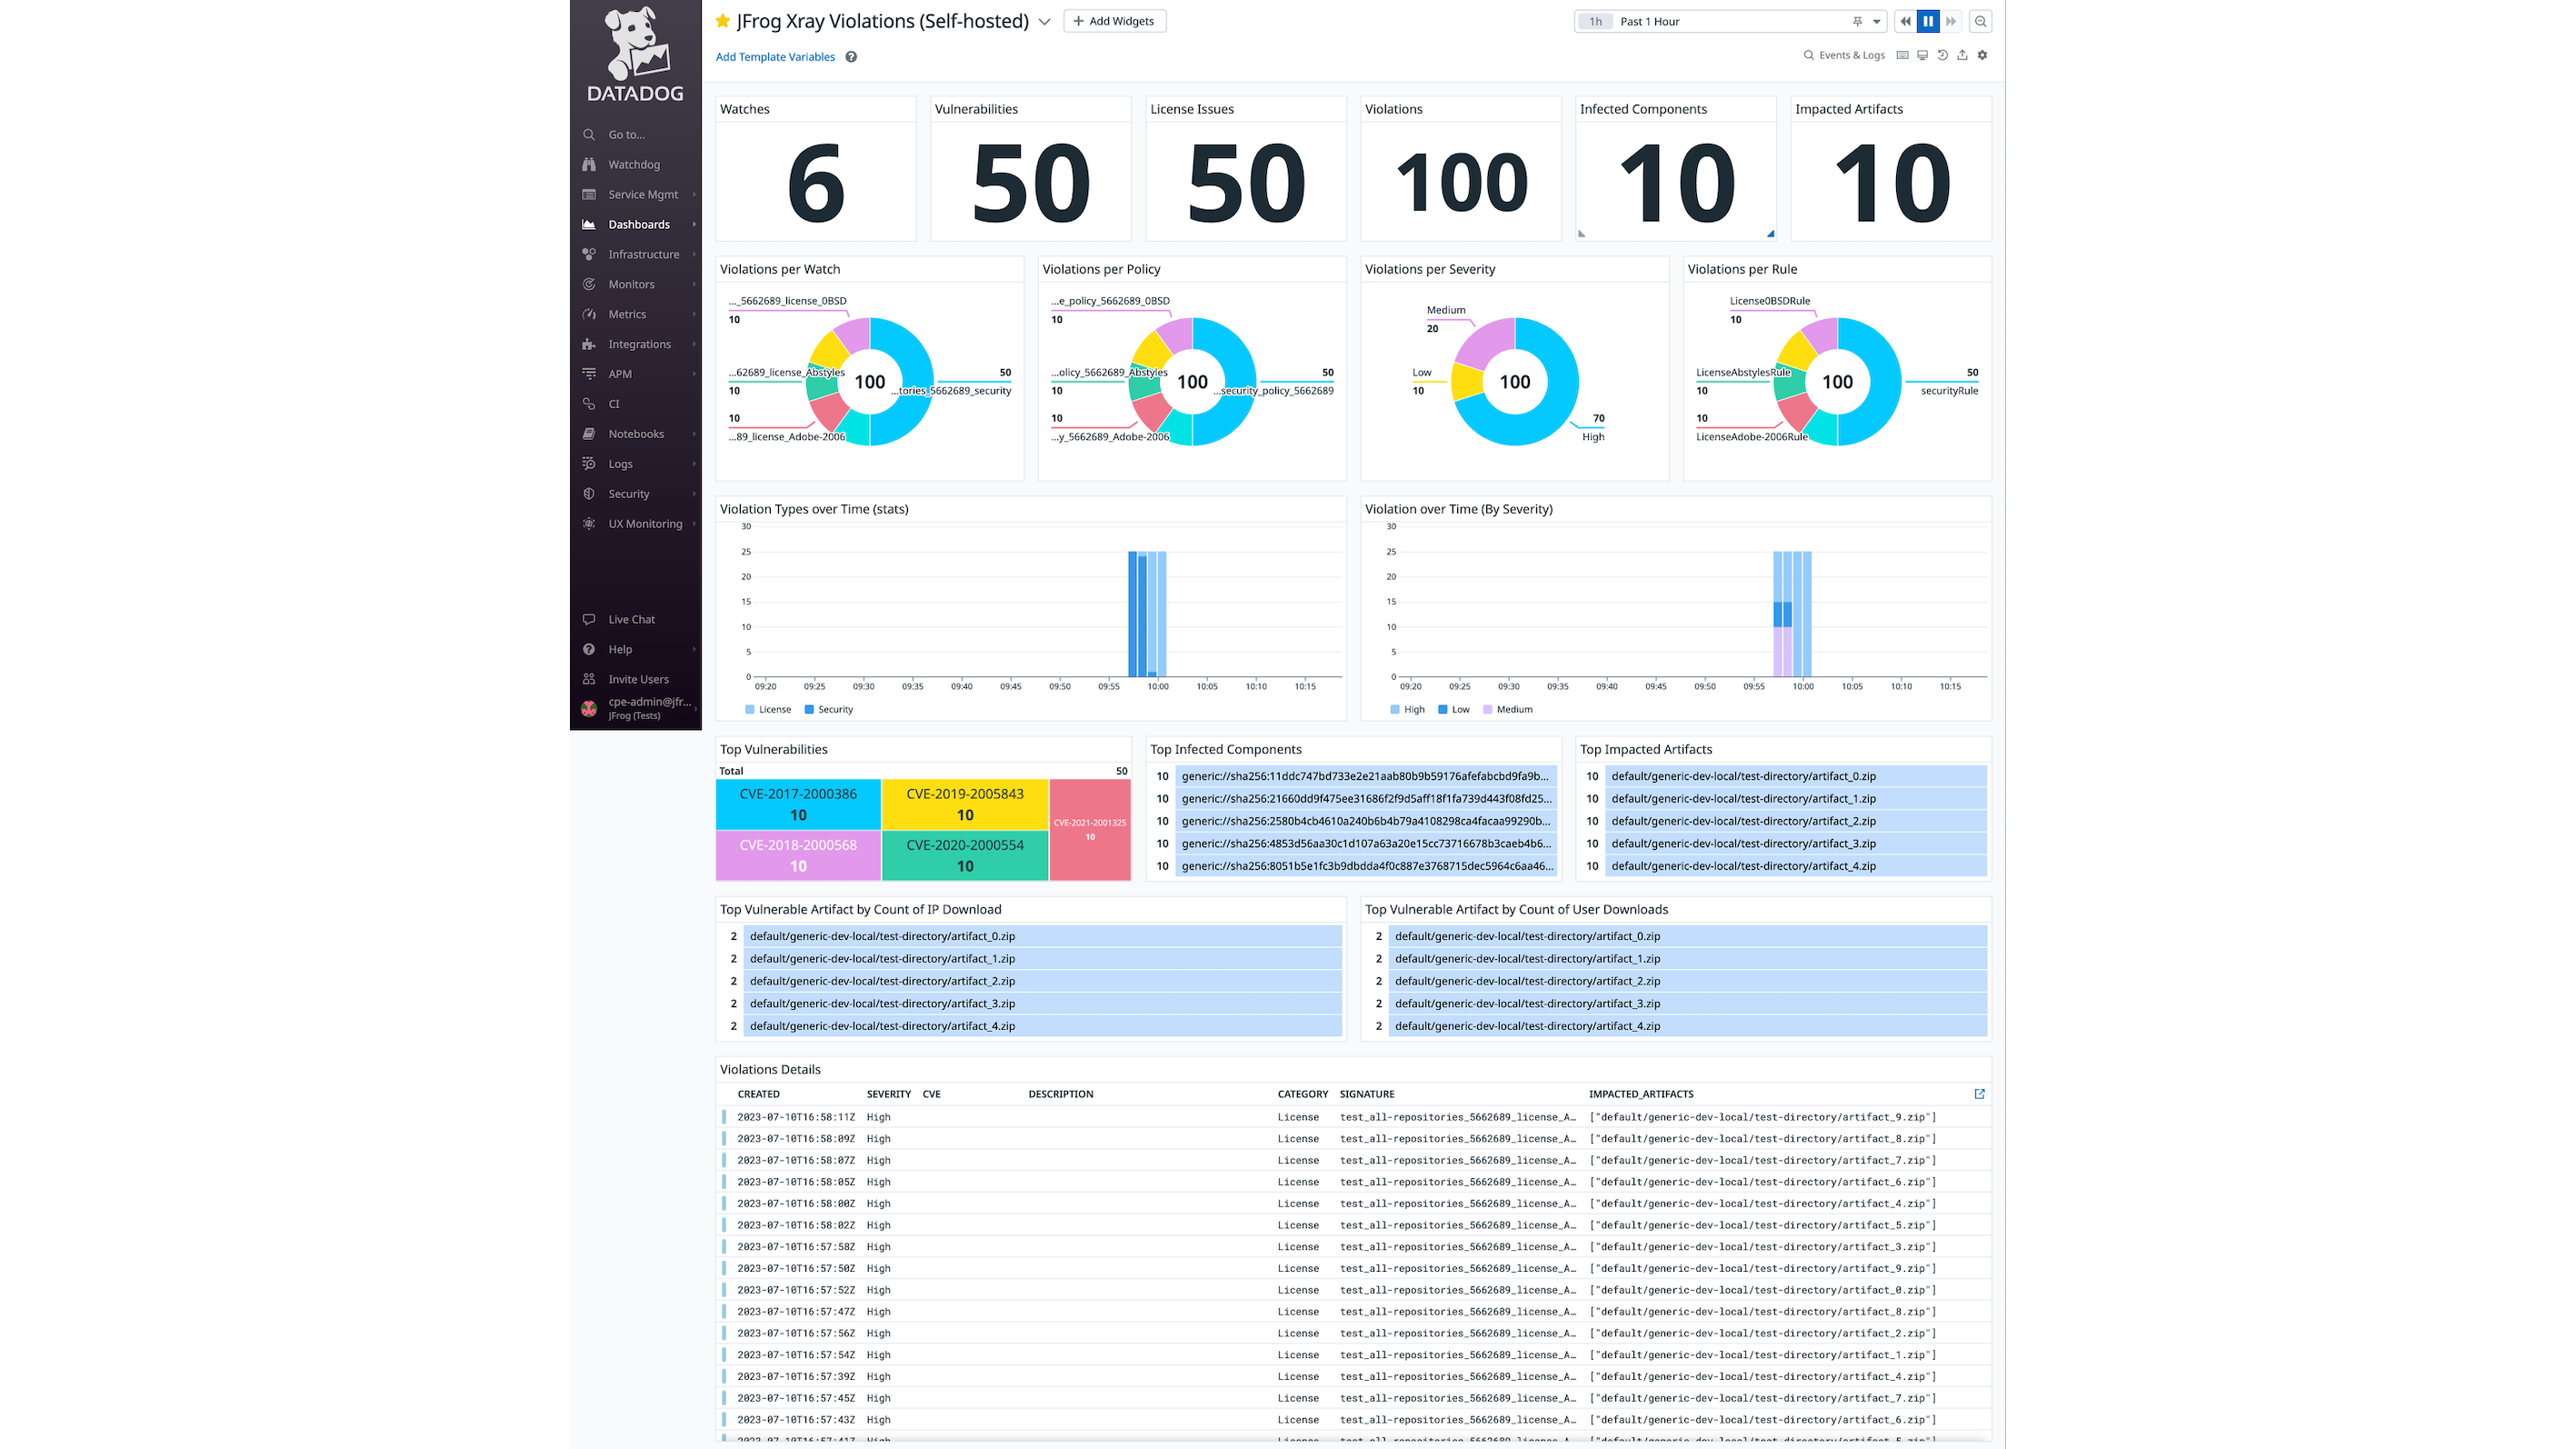 DATADOG
Go to...
Watchdog
Service Mgmt
Dashboards
Infrastructure
Monitors
Metrics
Integrations
APM
CI
Notebooks
Logs
Security
UX Monitoring
Live Chat
Help
Invite Users
cpe-admin@jfr...
JFrog (Tests)
JFrog Xray Violations (Self-hosted)
+ Add Widgets
1h Past 1 Hour
Add Template Variables ?
Events & Logs
Watches
6
Vulnerabilities
50
License Issues
50
Violations
100
Infected Components
10
Impacted Artifacts
10
Violations per Watch
..._5662689_license_0BSD
10
...62689_license_Abstyles
10
10
...89_license_Adobe-2006
100
50
...tories_5662689_security
Violations per Policy
...e_policy_5662689_0BSD
10
...olicy_5662689_Abstyles
10
10
...y_5662689_Adobe-2006
100
50
...security_policy_5662689
Violations per Severity
Medium
20
Low
10
100
70
High
Violations per Rule
License0BSDRule
10
LicenseAbstylesRule
10
10
LicenseAdobe-2006Rule
100
50
securityRule
Violation Types over Time (stats)
30
25
20
15
10
5
0
09:20 09:25 09:30 09:35 09:40 09:45 09:50 09:55 10:00 10:05 10:10 10:15
License Security
Violation over Time (By Severity)
30
25
20
15
10
5
0
09:20 09:25 09:30 09:35 09:40 09:45 09:50 09:55 10:00 10:05 10:10 10:15
High Low Medium
Top Vulnerabilities
Total 50
CVE-2017-2000386
10
CVE-2019-2005843
10
CVE-2021-2001325
10
CVE-2018-2000568
10
CVE-2020-2000554
10
Top Infected Components
10 generic://sha256:11ddc747bd733e2e21aab80b9b59176afefabcbd9fa9b...
10 generic://sha256:21660dd9f475ee31686f2f9d5aff18f1fa739d443f08fd25...
10 generic://sha256:2580b4cb4610a240b6b4b79a4108298ca4facaa99290b...
10 generic://sha256:4853d56aa30c1d107a63a20e15cc73716678b3caeb4b6...
10 generic://sha256:8051b5e1fc3b9dbdda4f0c887e3768715dec5964c6aa46...
Top Impacted Artifacts
10 default/generic-dev-local/test-directory/artifact_0.zip
10 default/generic-dev-local/test-directory/artifact_1.zip
10 default/generic-dev-local/test-directory/artifact_2.zip
10 default/generic-dev-local/test-directory/artifact_3.zip
10 default/generic-dev-local/test-directory/artifact_4.zip
Top Vulnerable Artifact by Count of IP Download
2 default/generic-dev-local/test-directory/artifact_0.zip
2 default/generic-dev-local/test-directory/artifact_1.zip
2 default/generic-dev-local/test-directory/artifact_2.zip
2 default/generic-dev-local/test-directory/artifact_3.zip
2 default/generic-dev-local/test-directory/artifact_4.zip
Top Vulnerable Artifact by Count of User Downloads
2 default/generic-dev-local/test-directory/artifact_0.zip
2 default/generic-dev-local/test-directory/artifact_1.zip
2 default/generic-dev-local/test-directory/artifact_2.zip
2 default/generic-dev-local/test-directory/artifact_3.zip
2 default/generic-dev-local/test-directory/artifact_4.zip
Violations Details
CREATED SEVERITY CVE DESCRIPTION CATEGORY SIGNATURE IMPACTED_ARTIFACTS
2023-07-10T16:58:11Z High License test_all-repositories_5662689_license_A… ["default/generic-dev-local/test-directory/artifact_9.zip"]
2023-07-10T16:58:09Z High License test_all-repositories_5662689_license_A… ["default/generic-dev-local/test-directory/artifact_8.zip"]
2023-07-10T16:58:07Z High License test_all-repositories_5662689_license_A… ["default/generic-dev-local/test-directory/artifact_7.zip"]
2023-07-10T16:58:05Z High License test_all-repositories_5662689_license_A… ["default/generic-dev-local/test-directory/artifact_6.zip"]
2023-07-10T16:58:00Z High License test_all-repositories_5662689_license_A… ["default/generic-dev-local/test-directory/artifact_4.zip"]
2023-07-10T16:58:02Z High License test_all-repositories_5662689_license_A… ["default/generic-dev-local/test-directory/artifact_5.zip"]
2023-07-10T16:57:58Z High License test_all-repositories_5662689_license_A… ["default/generic-dev-local/test-directory/artifact_3.zip"]
2023-07-10T16:57:50Z High License test_all-repositories_5662689_license_A… ["default/generic-dev-local/test-directory/artifact_9.zip"]
2023-07-10T16:57:52Z High License test_all-repositories_5662689_license_A… ["default/generic-dev-local/test-directory/artifact_0.zip"]
2023-07-10T16:57:47Z High License test_all-repositories_5662689_license_A… ["default/generic-dev-local/test-directory/artifact_8.zip"]
2023-07-10T16:57:56Z High License test_all-repositories_5662689_license_A… ["default/generic-dev-local/test-directory/artifact_2.zip"]
2023-07-10T16:57:54Z High License test_all-repositories_5662689_license_A… ["default/generic-dev-local/test-directory/artifact_1.zip"]
2023-07-10T16:57:39Z High License test_all-repositories_5662689_license_A… ["default/generic-dev-local/test-directory/artifact_4.zip"]
2023-07-10T16:57:45Z High License test_all-repositories_5662689_license_A… ["default/generic-dev-local/test-directory/artifact_7.zip"]
2023-07-10T16:57:43Z High License test_all-repositories_5662689_license_A… ["default/generic-dev-local/test-directory/artifact_6.zip"]